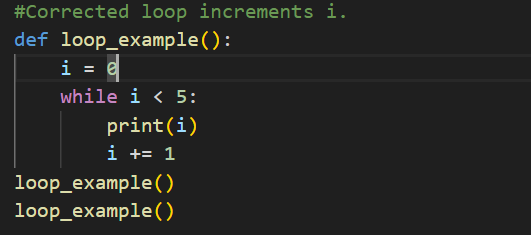 #Corrected loop increments i.
def loop_example():
    i = 0
    while i < 5:
        print(i)
        i += 1
loop_example()
loop_example()